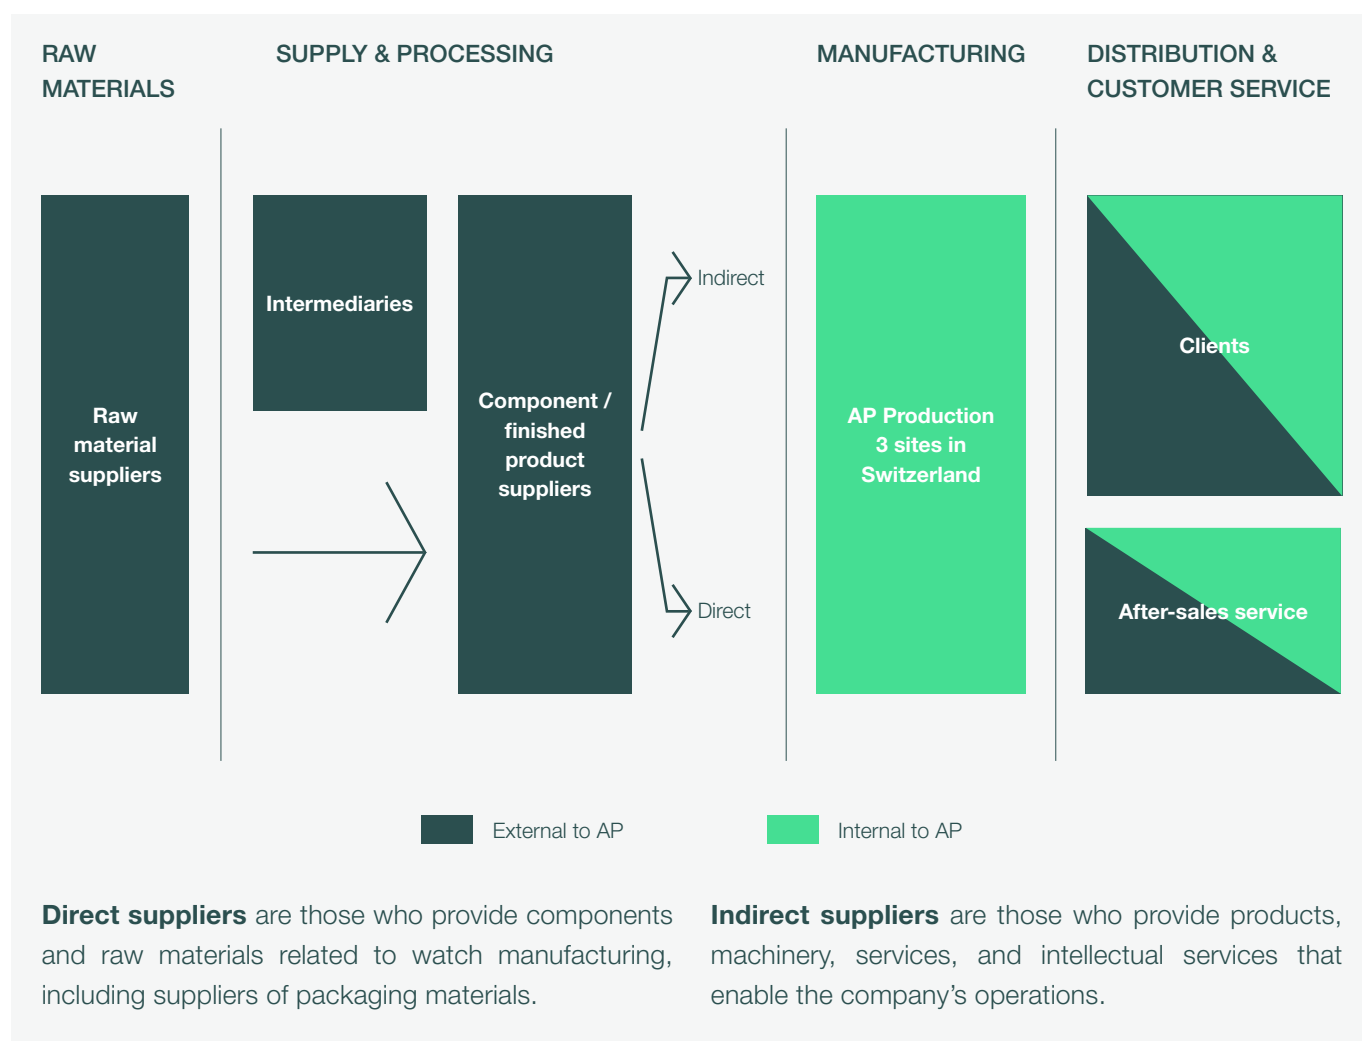 RAW
MATERIALS
SUPPLY & PROCESSING
MANUFACTURING
DISTRIBUTION &
CUSTOMER SERVICE
Raw
material
suppliers
Intermediaries
Component /
finished
product
suppliers
Indirect
Direct
AP Production
3 sites in
Switzerland
Clients
After-sales service
External to AP
Internal to AP
Direct suppliers are those who provide components
and raw materials related to watch manufacturing,
including suppliers of packaging materials.
Indirect suppliers are those who provide products,
machinery, services, and intellectual services that
enable the company’s operations.